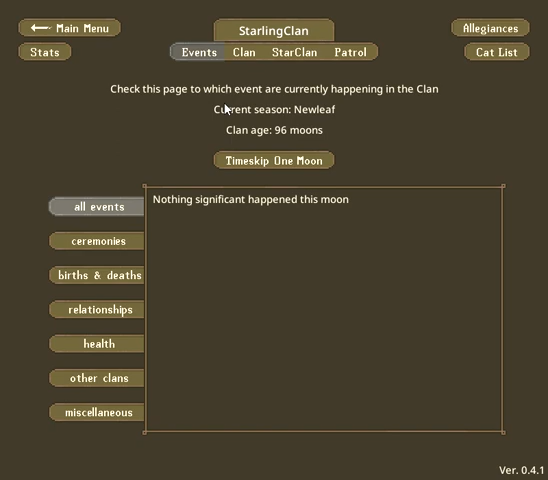 Main Menu
StarlingClan
Allegiances
Stats
Events
Clan
StarClan
Patrol
Cat List
Check this page to which event are currently happening in the Clan
Current season: Newleaf
Clan age: 96 moons
Timeskip One Moon
all events
Nothing significant happened this moon
ceremonies
births & deaths
relationships
health
other clans
miscellaneous
Ver. 0.4.1